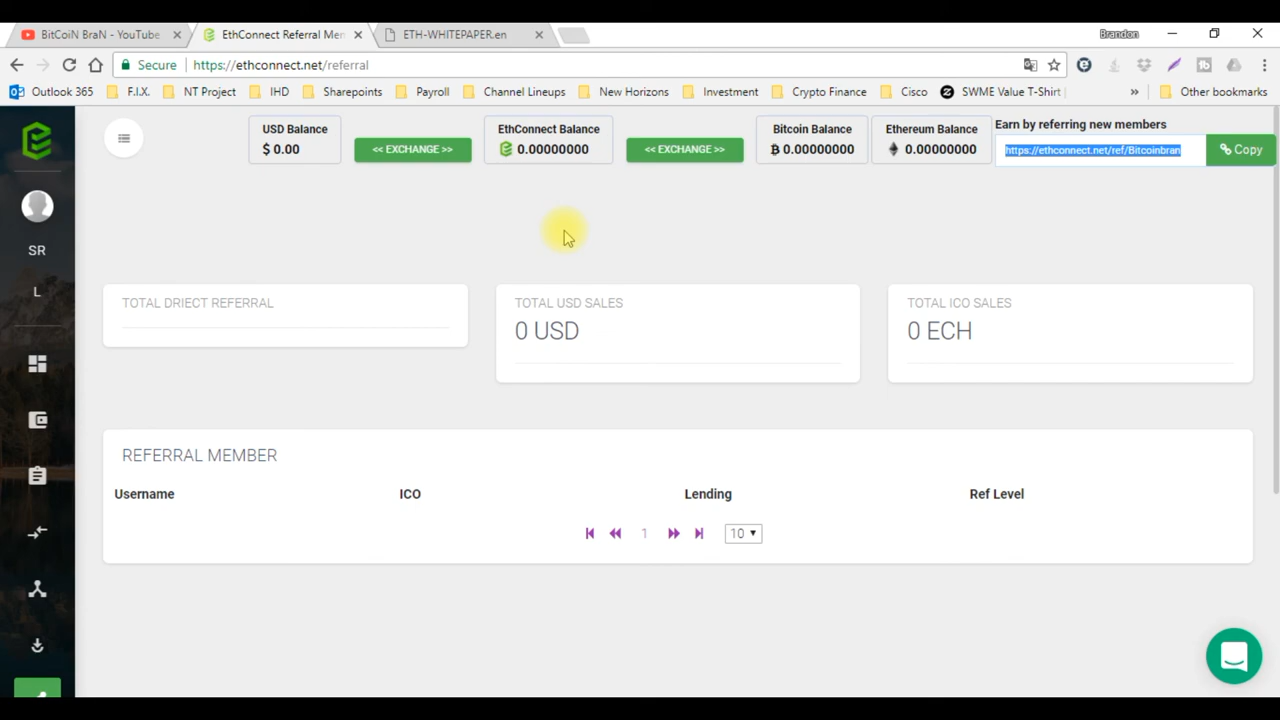 BitCoiN BraN - YouTube
EthConnect Referral Mem
ETH-WHITEPAPER.en
Brandon
Secure
https://ethconnect.net/referral
Outlook 365
F.I.X.
NT Project
IHD
Sharepoints
Payroll
Channel Lineups
New Horizons
Investment
Crypto Finance
Cisco
SWME Value T-Shirt
»
Other bookmarks
USD Balance
$ 0.00
<< EXCHANGE >>
EthConnect Balance
0.00000000
<< EXCHANGE >>
Bitcoin Balance
0.00000000
Ethereum Balance
0.00000000
Earn by referring new members
https://ethconnect.net/ref/Bitcoinbran
Copy
SR
L
TOTAL DRIECT REFERRAL
TOTAL USD SALES
0 USD
TOTAL ICO SALES
0 ECH
REFERRAL MEMBER
Username
ICO
Lending
Ref Level
1
10